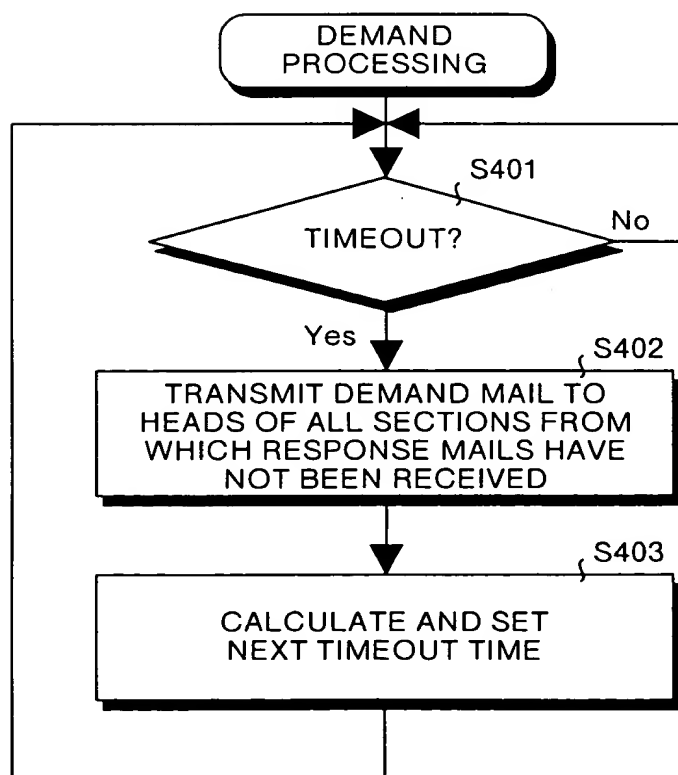 DEMAND
PROCESSING
S401
TIMEOUT?
No
Yes
S402
TRANSMIT DEMAND MAIL TO
HEADS OF ALL SECTIONS FROM
WHICH RESPONSE MAILS HAVE
NOT BEEN RECEIVED
S403
CALCULATE AND SET
NEXT TIMEOUT TIME